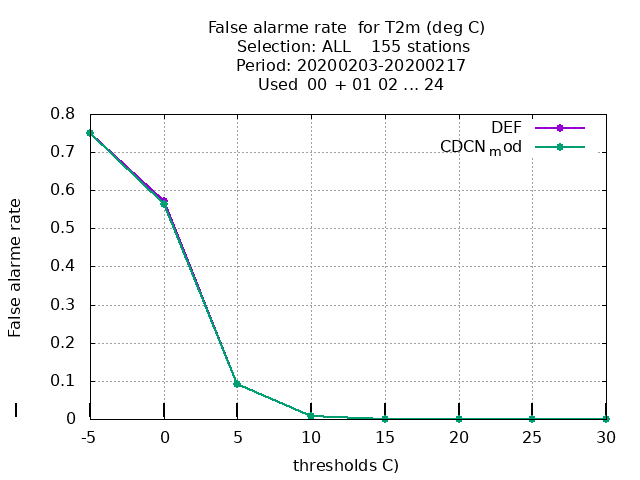 False alarme rate  for T2m (deg C)
Selection: ALL    155 stations
Period: 20200203-20200217
Used  00  + 01 02 ... 24
DEF
CDCN_mod
0.8
0.7
0.6
0.5
0.4
0.3
0.2
0.1
0
False alarme rate
-5 0 5 10 15 20 25 30
thresholds C)